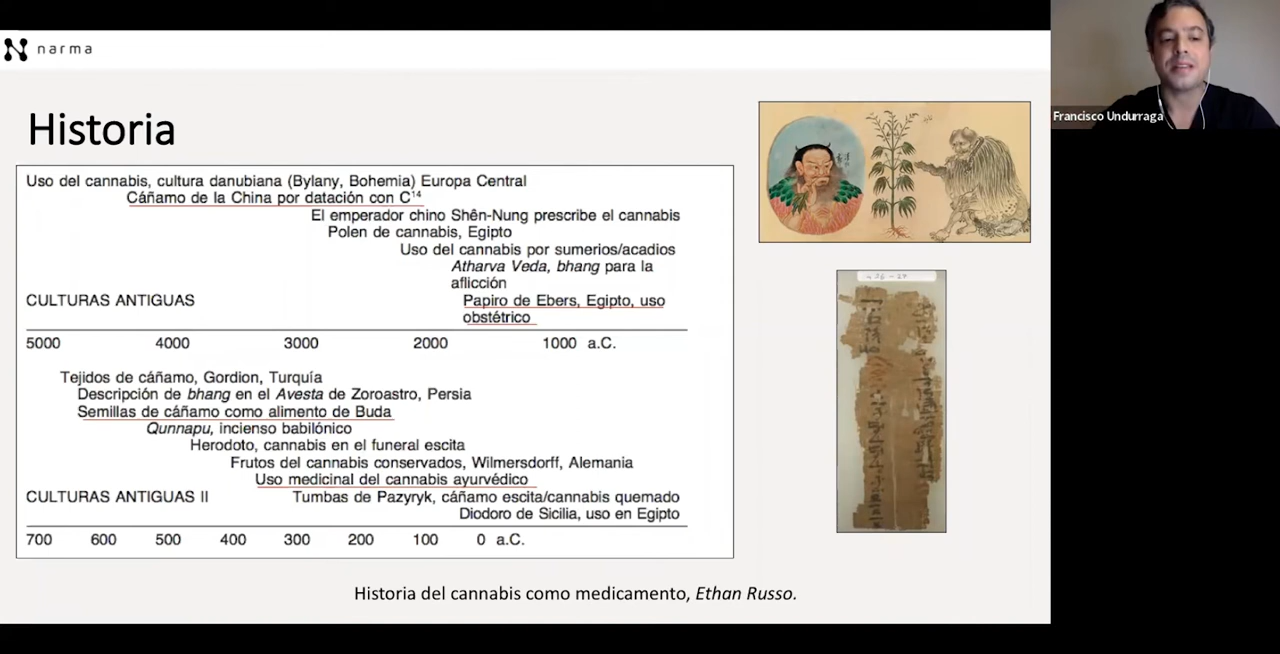 narma
Francisco Undurraga
Historia
Uso del cannabis, cultura danubiana (Bylany, Bohemia) Europa Central
Cáñamo de la China por datación con C¹⁴
El emperador chino Shên-Nung prescribe el cannabis
Polen de cannabis, Egipto
Uso del cannabis por sumerios/acadios
Atharva Veda, bhang para la
aflicción
CULTURAS ANTIGUAS
Papiro de Ebers, Egipto, uso
obstétrico
5000 4000 3000 2000 1000 a.C.
Tejidos de cáñamo, Gordion, Turquía
Descripción de bhang en el Avesta de Zoroastro, Persia
Semillas de cáñamo como alimento de Buda
Qunnapu, incienso babilónico
Herodoto, cannabis en el funeral escita
Frutos del cannabis conservados, Wilmersdorff, Alemania
Uso medicinal del cannabis ayurvédico
CULTURAS ANTIGUAS II
Tumbas de Pazyryk, cáñamo escita/cannabis quemado
Diodoro de Sicilia, uso en Egipto
700 600 500 400 300 200 100 0 a.C.
Historia del cannabis como medicamento, Ethan Russo.